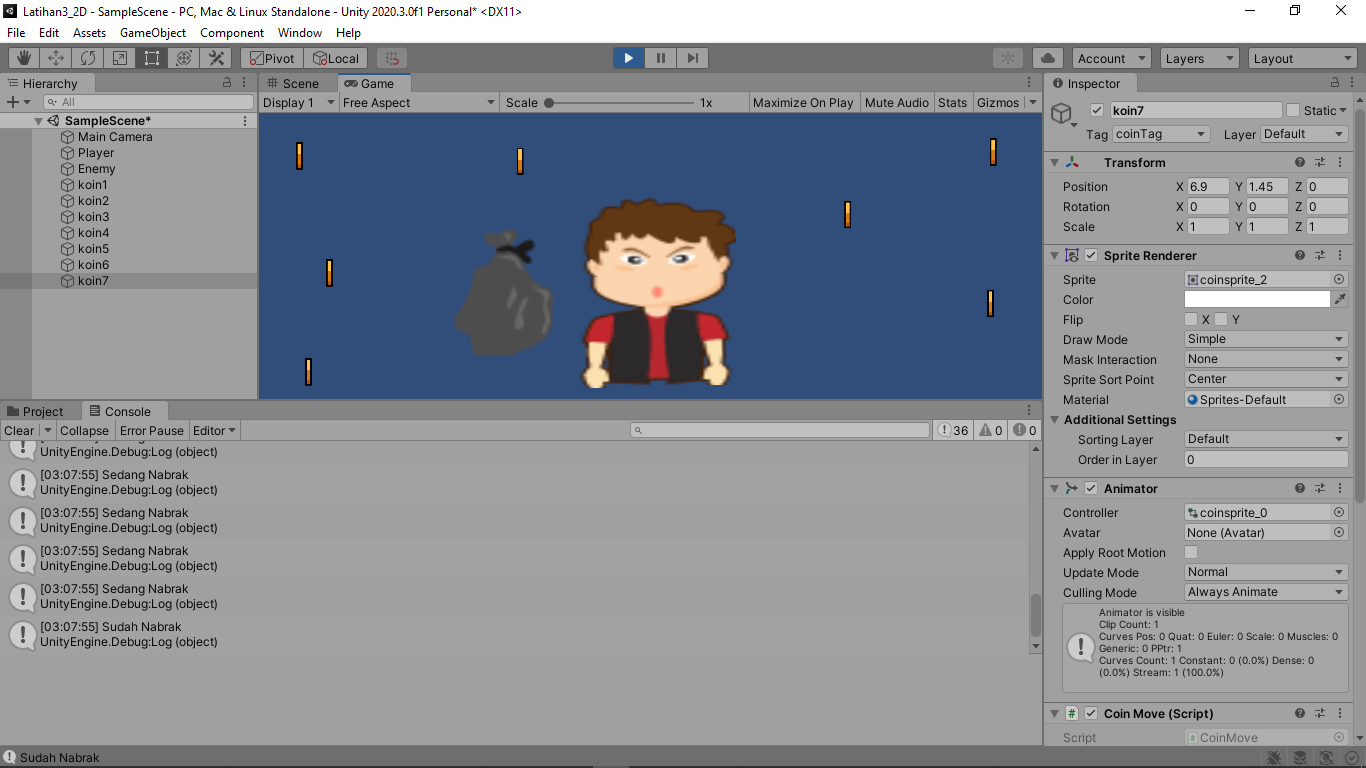 Latihan3_2D - SampleScene - PC, Mac & Linux Standalone - Unity 2020.3.0f1 Personal* <DX11>
File Edit Assets GameObject Component Window Help
Pivot Local Account Layers Layout
Hierarchy
All
SampleScene*
Main Camera
Player
Enemy
koin1
koin2
koin3
koin4
koin5
koin6
koin7
Scene Game
Display 1 Free Aspect Scale 1x Maximize On Play Mute Audio Stats Gizmos
Project Console
Clear Collapse Error Pause Editor 36 0 0
UnityEngine.Debug:Log (object)
[03:07:55] Sedang Nabrak
UnityEngine.Debug:Log (object)
[03:07:55] Sedang Nabrak
UnityEngine.Debug:Log (object)
[03:07:55] Sedang Nabrak
UnityEngine.Debug:Log (object)
[03:07:55] Sedang Nabrak
UnityEngine.Debug:Log (object)
[03:07:55] Sudah Nabrak
UnityEngine.Debug:Log (object)
Inspector
koin7 Static
Tag coinTag Layer Default
Transform
Position X 6.9 Y 1.45 Z 0
Rotation X 0 Y 0 Z 0
Scale X 1 Y 1 Z 1
Sprite Renderer
Sprite coinsprite_2
Color
Flip X Y
Draw Mode Simple
Mask Interaction None
Sprite Sort Point Center
Material Sprites-Default
Additional Settings
Sorting Layer Default
Order in Layer 0
Animator
Controller coinsprite_0
Avatar None (Avatar)
Apply Root Motion
Update Mode Normal
Culling Mode Always Animate
Animator is visible
Clip Count: 1
Curves Pos: 0 Quat: 0 Euler: 0 Scale: 0 Muscles: 0
Generic: 0 PPtr: 1
Curves Count: 1 Constant: 0 (0.0%) Dense: 0
(0.0%) Stream: 1 (100.0%)
# Coin Move (Script)
Script CoinMove
Sudah Nabrak